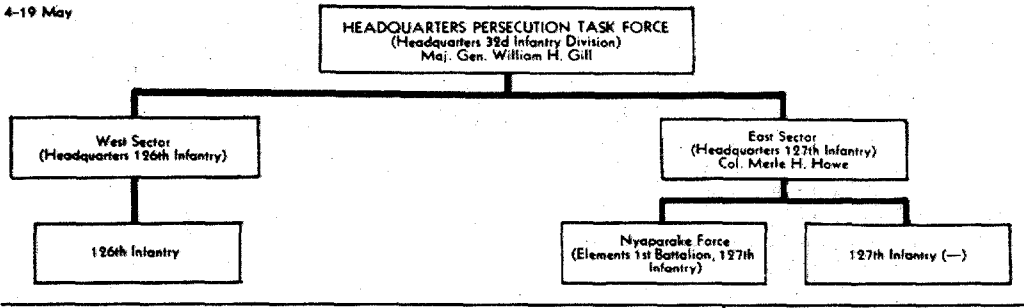 4–19 May
HEADQUARTERS PERSECUTION TASK FORCE
(Headquarters 32d Infantry Division)
Maj. Gen. William H. Gill
West Sector
(Headquarters 126th Infantry)
East Sector
(Headquarters 127th Infantry)
Col. Merle H. Howe
126th Infantry
Nyaparake Force
(Elements 1st Battalion, 127th
Infantry)
127th Infantry (—)